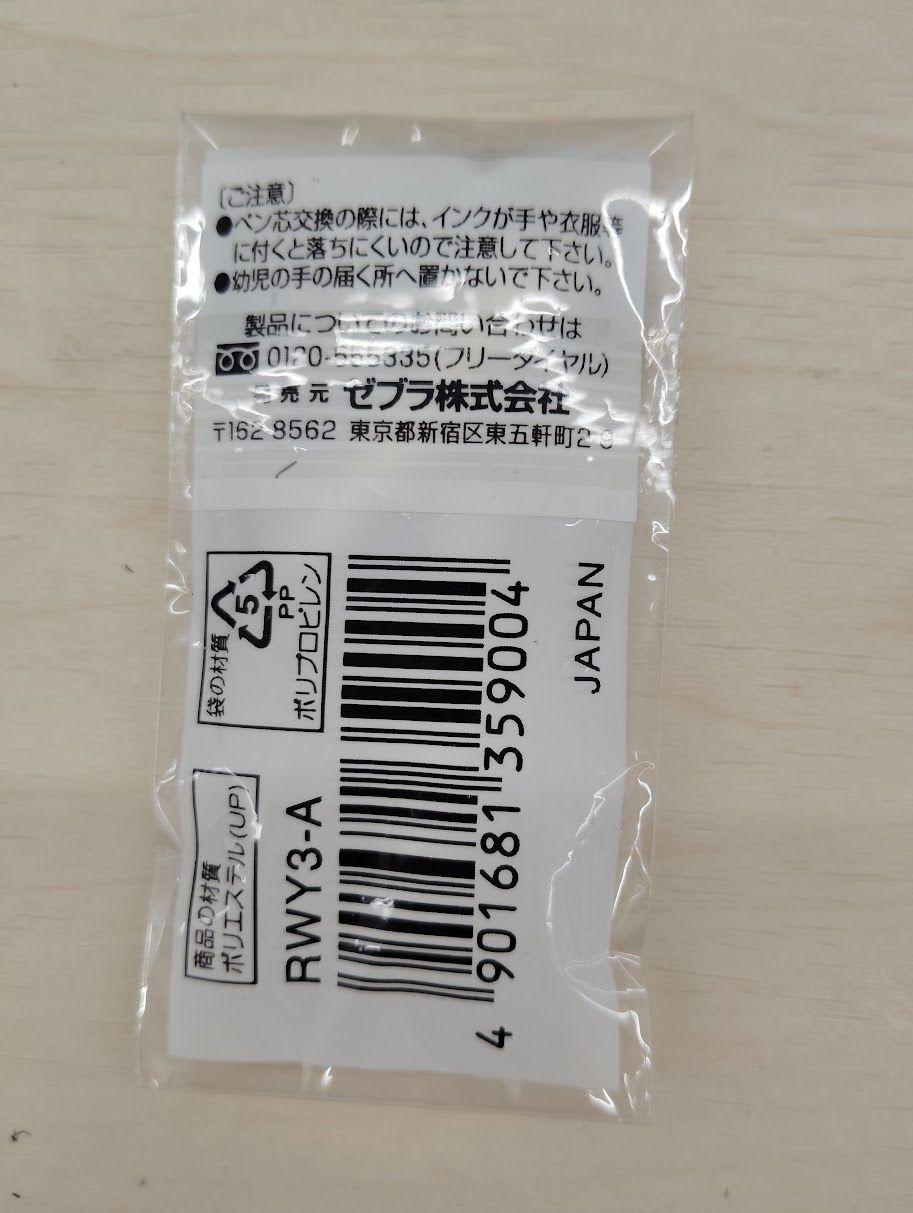 [ご注意]
●ペン芯交換の際には、インクが手や衣服等
に付くと落ちにくいので注意して下さい。
●幼児の手の届く所へ置かないで下さい。
製品についてのお問い合わせは
0120-555335(フリーダイヤル)
発売元 ゼブラ株式会社
〒162 8562 東京都新宿区東五軒町2 9
袋の材質
5
PP
ポリプロピレン
商品の材質
ポリエステル(UP)
RWY3-A
4 901681 359004
JAPAN